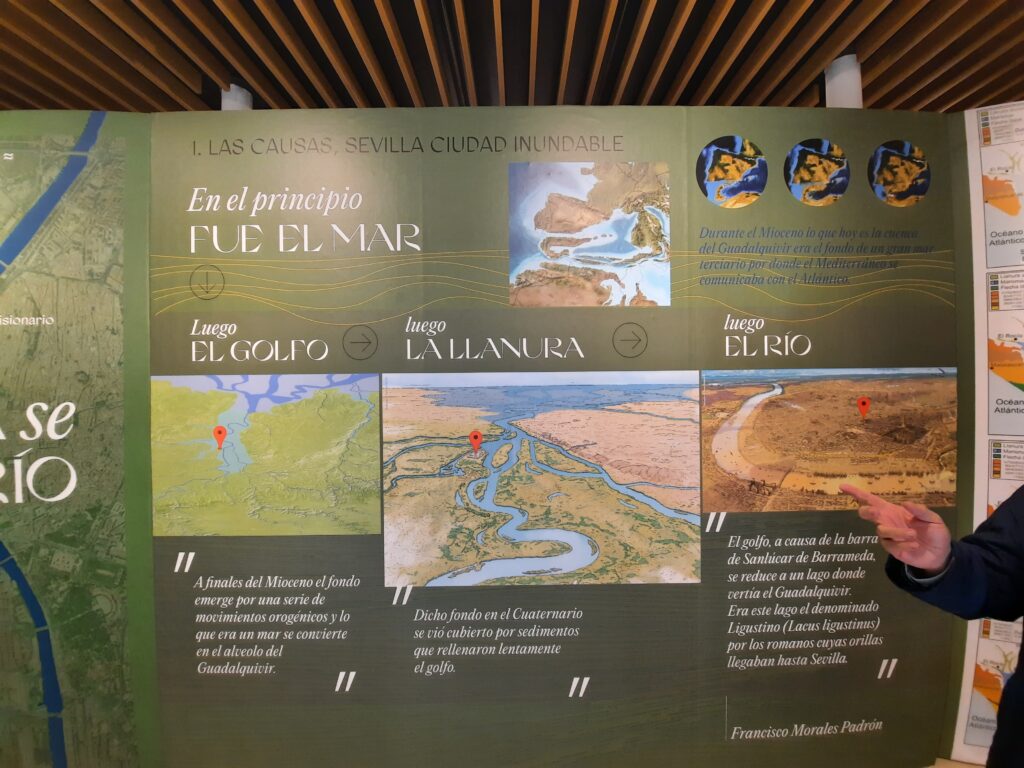 I. LAS CAUSAS, SEVILLA CIUDAD INUNDABLE
En el principio
FUE EL MAR
Durante el Mioceno lo que hoy es la cuenca
del Guadalquivir era el fondo de un gran mar
terciario por donde el Mediterráneo se
comunicaba con el Atlántico.
Luego
EL GOLFO
luego
LA LLANURA
luego
EL RÍO
"
A finales del Mioceno el fondo
emerge por una serie de
movimientos orogénicos y lo
que era un mar se convierte
en el alveolo del
Guadalquivir.
"
"
Dicho fondo en el Cuaternario
se vió cubierto por sedimentos
que rellenaron lentamente
el golfo.
"
"
El golfo, a causa de la barra
de Sanlúcar de Barrameda,
se reduce a un lago donde
vertía el Guadalquivir.
Era este lago el denominado
Ligustino (Lacus ligustinus)
por los romanos cuyas orillas
llegaban hasta Sevilla.
"
Francisco Morales Padrón
isionario
se
RÍO
Océano
Atlántico
Océano
Atlántico